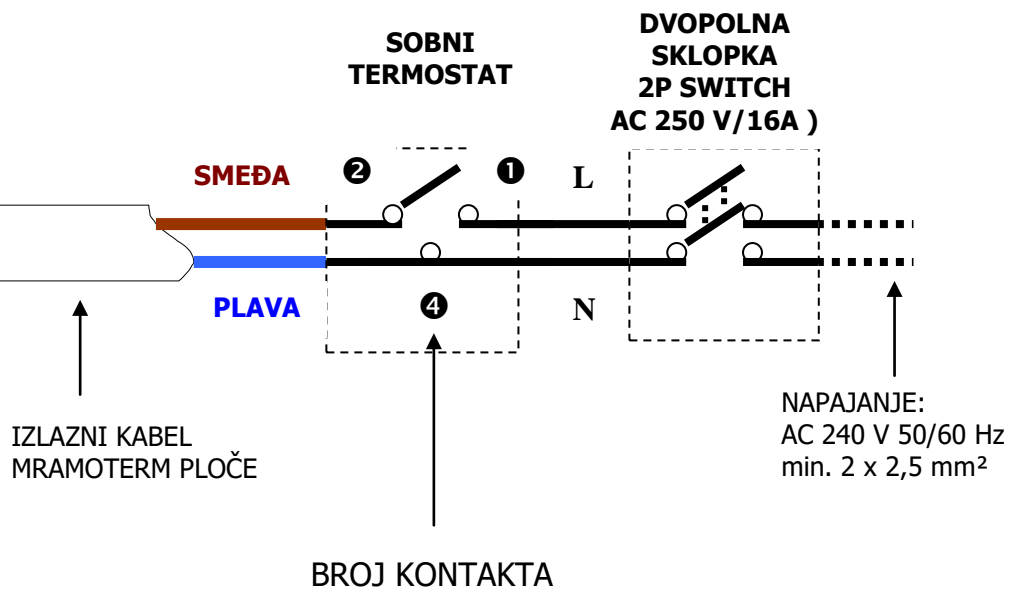 SOBNI
TERMOSTAT
DVOPOLNA
SKLOPKA
2P SWITCH
AC 250 V/16A )
SMEĐA
❷
❶
L
PLAVA
❹
N
IZLAZNI KABEL
MRAMOTERM PLOČE
NAPAJANJE:
AC 240 V 50/60 Hz
min. 2 x 2,5 mm²
BROJ KONTAKTA